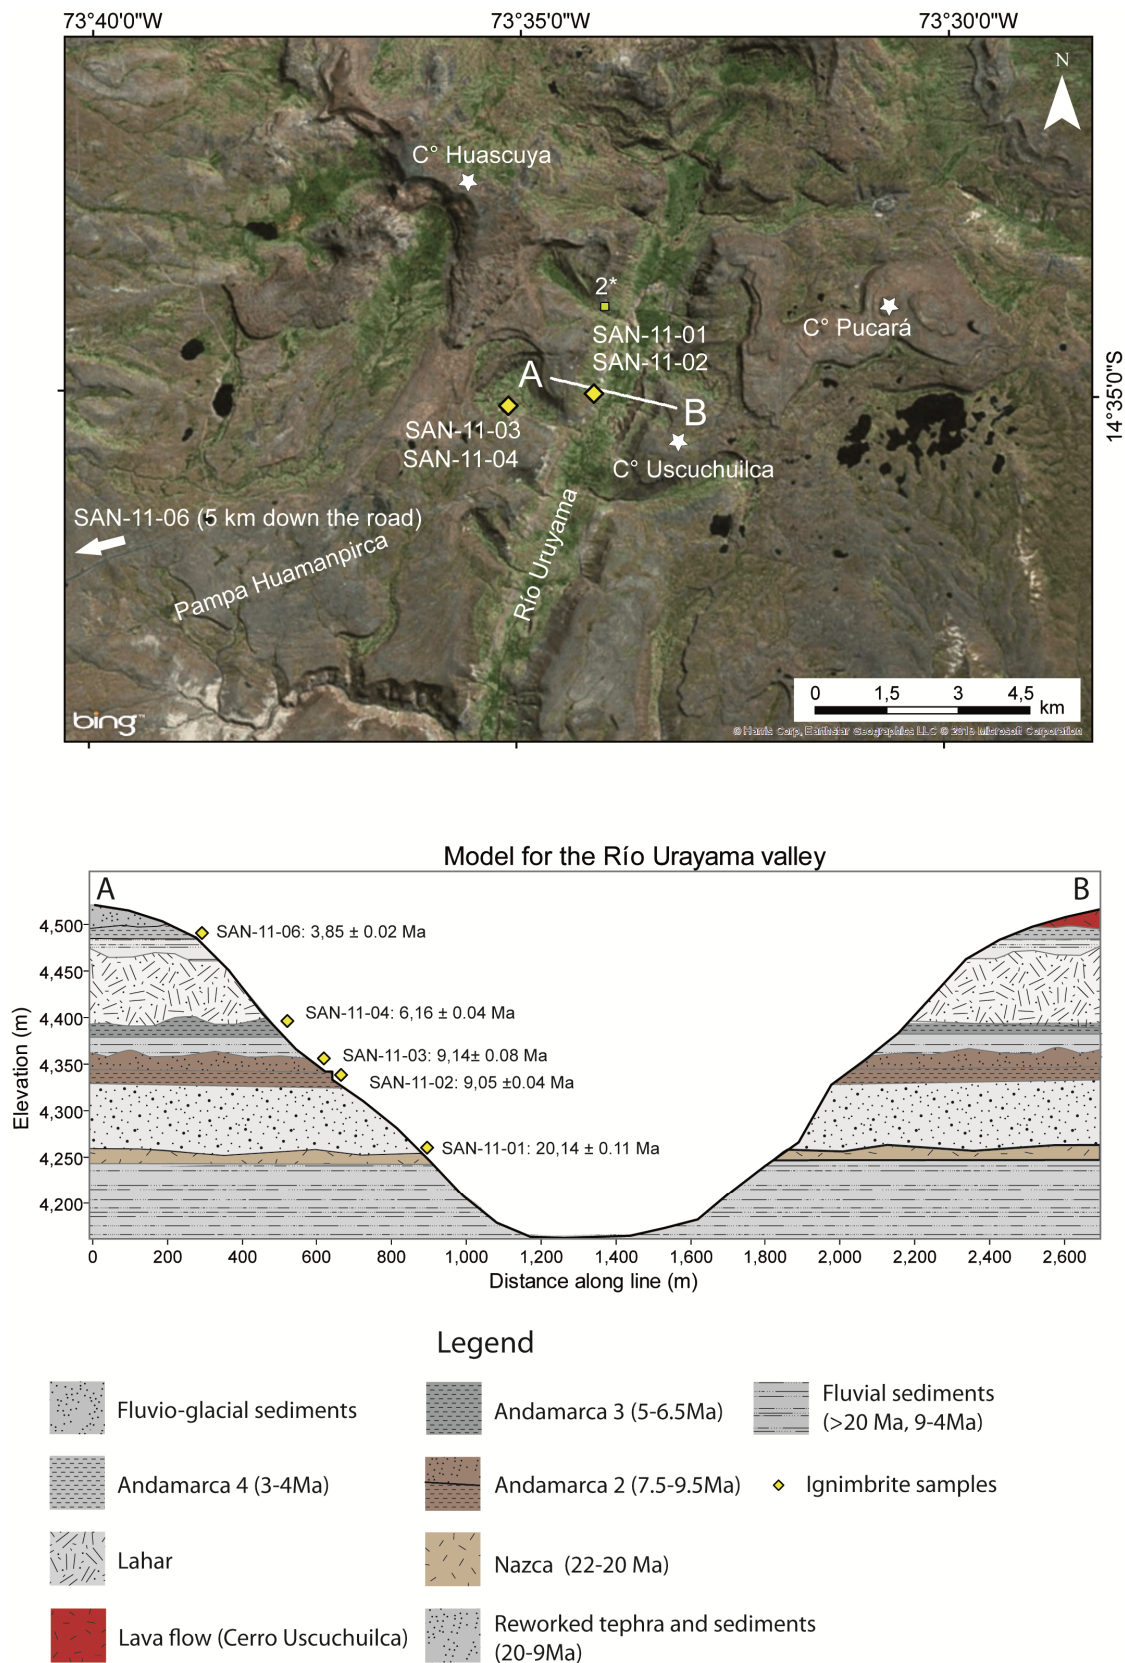 73°40'0"W
73°35'0"W
73°30'0"W
N
C° Huascuya
2*
C° Pucará
SAN-11-01
SAN-11-02
A
B
14°35'0"S
SAN-11-03
SAN-11-04
C° Uscuchuilca
SAN-11-06 (5 km down the road)
Pampa Huamanpirca
Río Uruyama
0 1,5 3 4,5
km
bing™
© Harris Corp, Earthstar Geographics LLC © 2016 Microsoft Corporation
Model for the Río Urayama valley
A
B
Elevation (m)
4,500
4,450
4,400
4,350
4,300
4,250
4,200
SAN-11-06: 3,85 ± 0.02 Ma
SAN-11-04: 6,16 ± 0.04 Ma
SAN-11-03: 9,14± 0.08 Ma
SAN-11-02: 9,05 ±0.04 Ma
SAN-11-01: 20,14 ± 0.11 Ma
0 200 400 600 800 1,000 1,200 1,400 1,600 1,800 2,000 2,200 2,400 2,600
Distance along line (m)
Legend
Fluvio-glacial sediments
Andamarca 4 (3-4Ma)
Lahar
Lava flow (Cerro Uscuchuilca)
Andamarca 3 (5-6.5Ma)
Andamarca 2 (7.5-9.5Ma)
Nazca (22-20 Ma)
Reworked tephra and sediments
(20-9Ma)
Fluvial sediments
(>20 Ma, 9-4Ma)
Ignimbrite samples